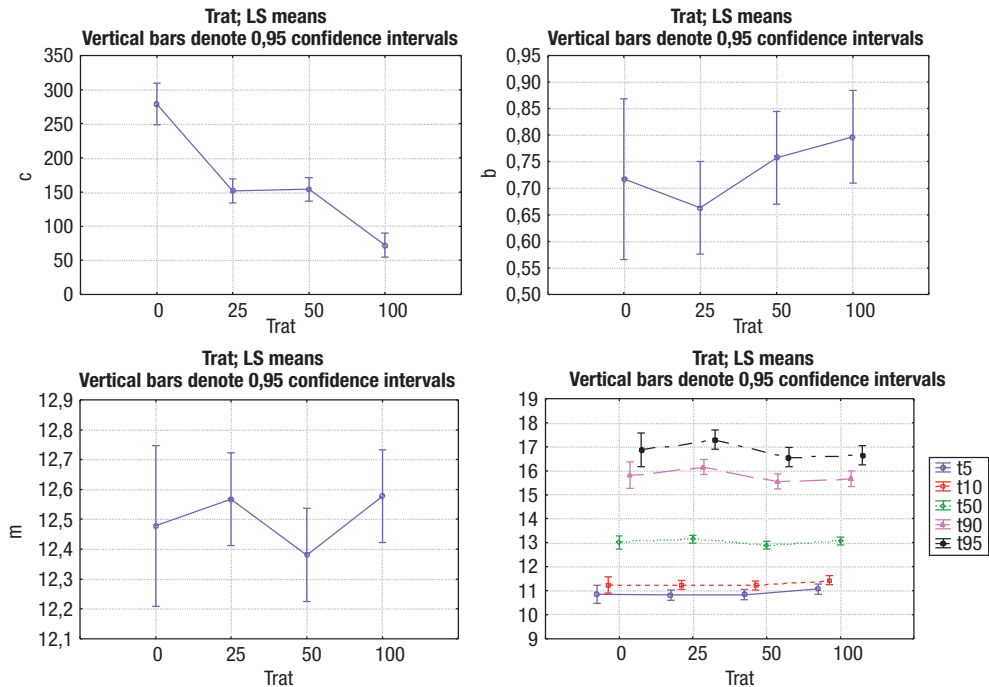 Trat; LS means
Vertical bars denote 0,95 confidence intervals
350
300
250
200
150
100
50
0
c
0 25 50 100
Trat
Trat; LS means
Vertical bars denote 0,95 confidence intervals
0,95
0,90
0,85
0,80
0,75
0,70
0,65
0,60
0,55
0,50
b
0 25 50 100
Trat
Trat; LS means
Vertical bars denote 0,95 confidence intervals
12,9
12,8
12,7
12,6
12,5
12,4
12,3
12,2
12,1
m
0 25 50 100
Trat
Trat; LS means
Vertical bars denote 0,95 confidence intervals
19
18
17
16
15
14
13
12
11
9
0 25 50 100
Trat
t5
t10
t50
t90
t95